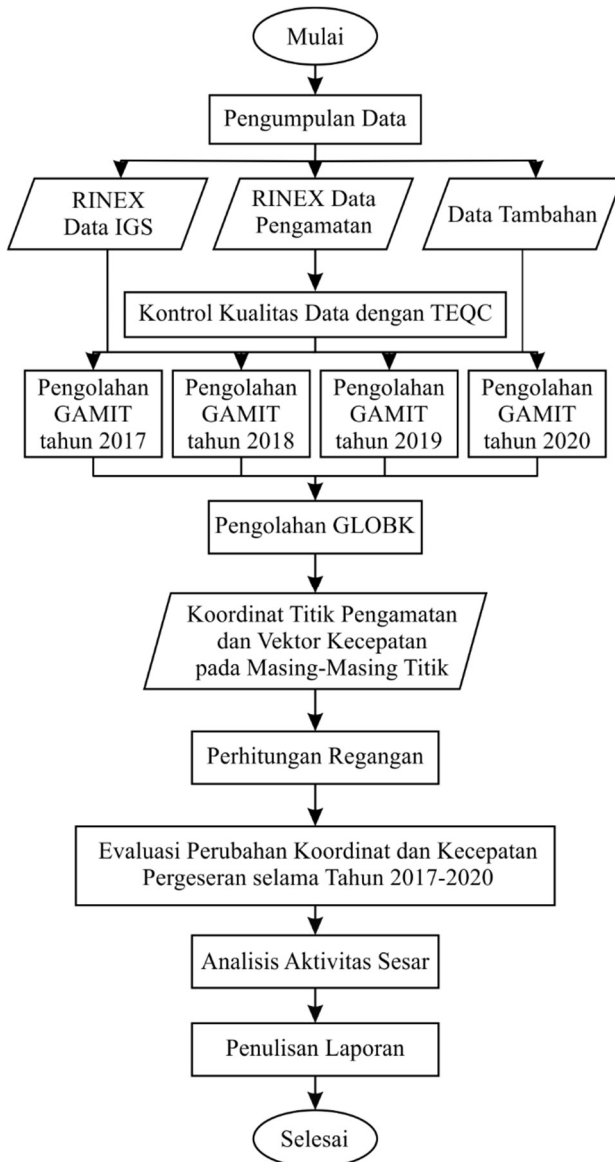 Mulai
Pengumpulan Data
RINEX
Data IGS
RINEX Data
Pengamatan
Data Tambahan
Kontrol Kualitas Data dengan TEQC
Pengolahan
GAMIT
tahun 2017
Pengolahan
GAMIT
tahun 2018
Pengolahan
GAMIT
tahun 2019
Pengolahan
GAMIT
tahun 2020
Pengolahan GLOBK
Koordinat Titik Pengamatan
dan Vektor Kecepatan
pada Masing-Masing Titik
Perhitungan Regangan
Evaluasi Perubahan Koordinat dan Kecepatan
Pergeseran selama Tahun 2017-2020
Analisis Aktivitas Sesar
Penulisan Laporan
Selesai